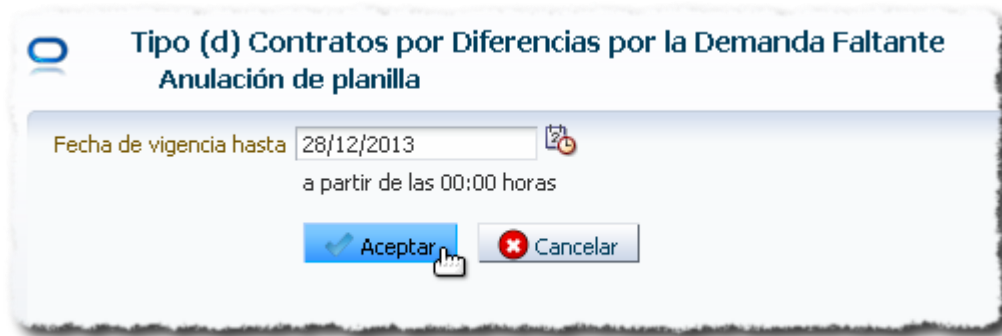 Tipo (d) Contratos por Diferencias por la Demanda Faltante
Anulación de planilla
Fecha de vigencia hasta 28/12/2013
a partir de las 00:00 horas
Aceptar Cancelar